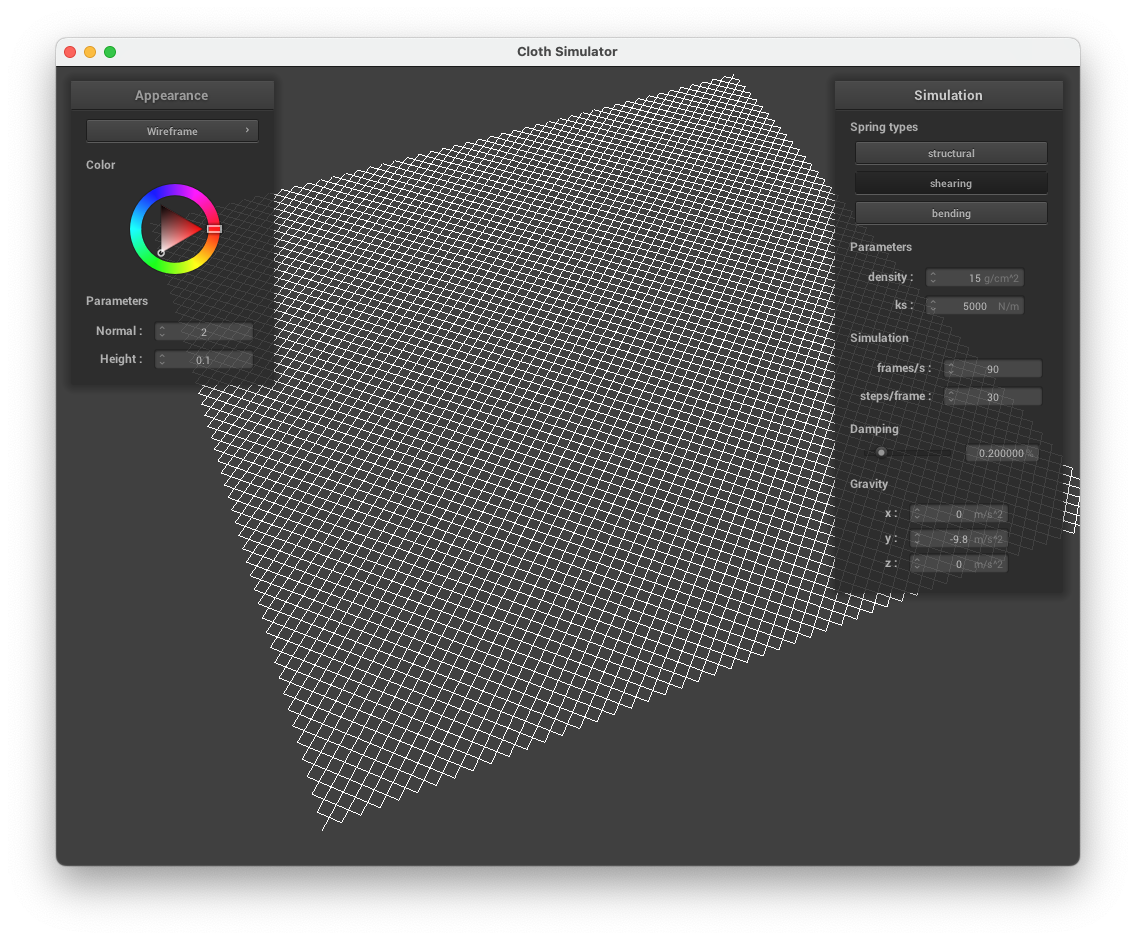 Cloth Simulator
Appearance
Wireframe ›
Color
Parameters
Normal : 2
Height : 0.1
Simulation
Spring types
structural
shearing
bending
Parameters
density : 15 g/cm^2
ks : 5000 N/m
Simulation
frames/s : 90
steps/frame : 30
Damping
0.200000 %
Gravity
x : 0 m/s^2
y : -9.8 m/s^2
z : 0 m/s^2